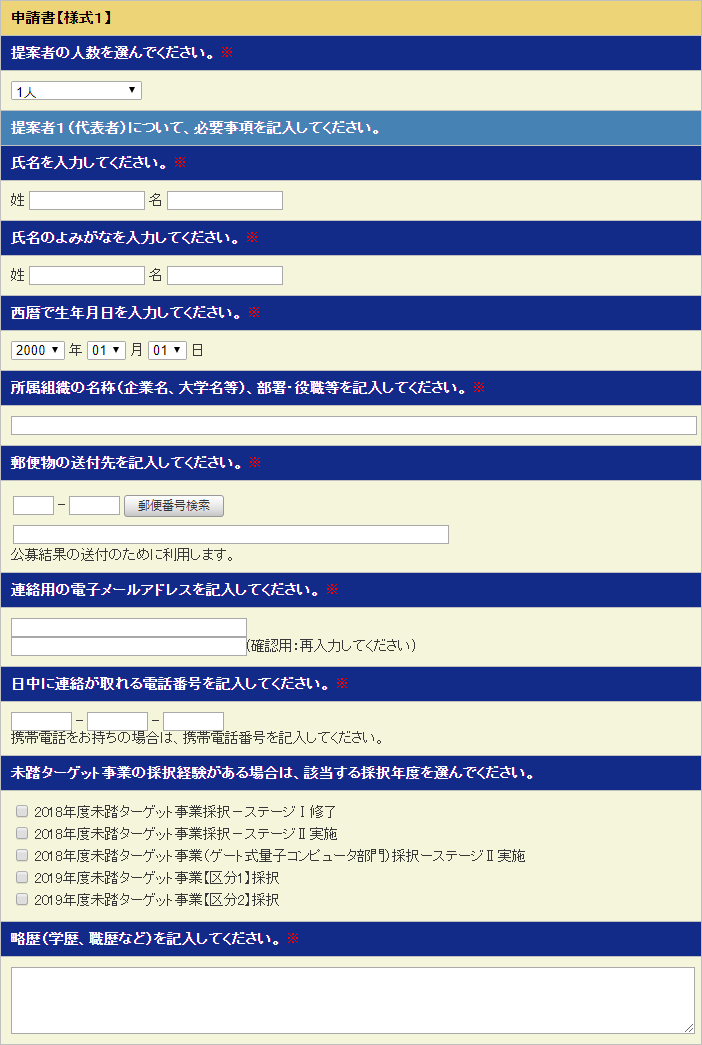 申請書【様式1】
提案者の人数を選んでください。 ※
1人 ▼
提案者1（代表者）について、必要事項を記入してください。
氏名を入力してください。 ※
姓 名
氏名のよみがなを入力してください。 ※
姓 名
西暦で生年月日を入力してください。 ※
2000 ▼ 年 01 ▼ 月 01 ▼ 日
所属組織の名称（企業名、大学名等）、部署・役職等を記入してください。 ※
郵便物の送付先を記入してください。 ※
− 郵便番号検索
公募結果の送付のために利用します。
連絡用の電子メールアドレスを記入してください。 ※
(確認用：再入力してください）
日中に連絡が取れる電話番号を記入してください。 ※
− −
携帯電話をお持ちの場合は、携帯電話番号を記入してください。
未踏ターゲット事業の採択経験がある場合は、該当する採択年度を選んでください。
2018年度未踏ターゲット事業採択－ステージⅠ修了
2018年度未踏ターゲット事業採択－ステージⅡ実施
2018年度未踏ターゲット事業（ゲート式量子コンピュータ部門）採択ーステージⅡ実施
2019年度未踏ターゲット事業【区分1】採択
2019年度未踏ターゲット事業【区分2】採択
略歴（学歴、職歴など）を記入してください。 ※